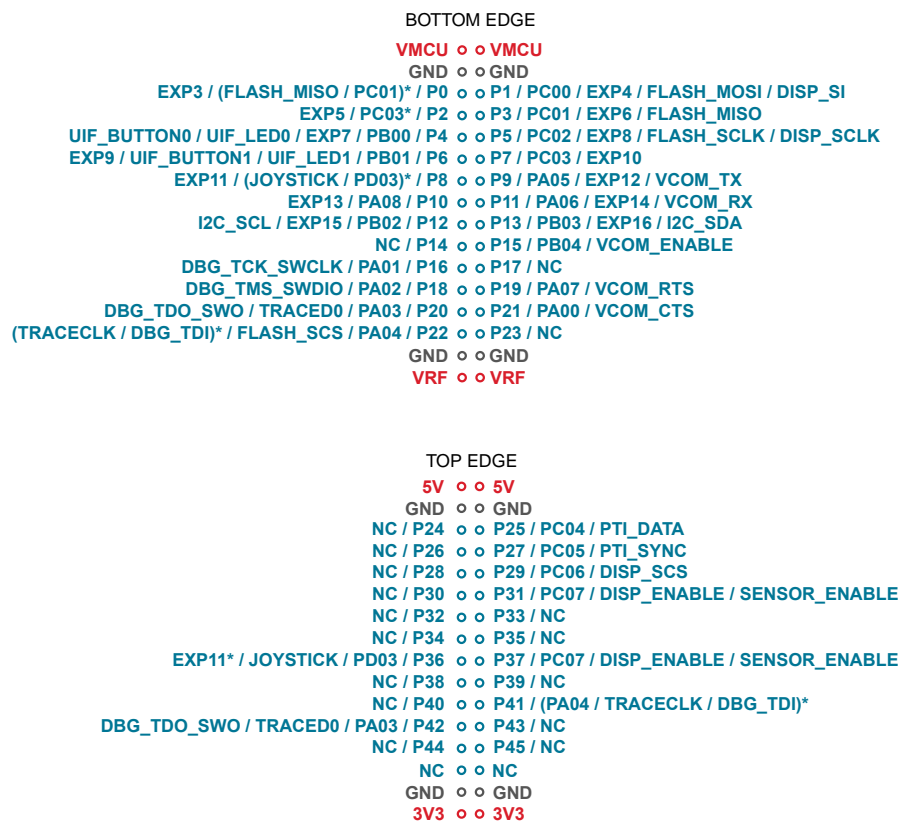 BOTTOM EDGE
VMCU VMCU
GND GND
EXP3 / (FLASH_MISO / PC01)* / P0 P1 / PC00 / EXP4 / FLASH_MOSI / DISP_SI
EXP5 / PC03* / P2 P3 / PC01 / EXP6 / FLASH_MISO
UIF_BUTTON0 / UIF_LED0 / EXP7 / PB00 / P4 P5 / PC02 / EXP8 / FLASH_SCLK / DISP_SCLK
EXP9 / UIF_BUTTON1 / UIF_LED1 / PB01 / P6 P7 / PC03 / EXP10
EXP11 / (JOYSTICK / PD03)* / P8 P9 / PA05 / EXP12 / VCOM_TX
EXP13 / PA08 / P10 P11 / PA06 / EXP14 / VCOM_RX
I2C_SCL / EXP15 / PB02 / P12 P13 / PB03 / EXP16 / I2C_SDA
NC / P14 P15 / PB04 / VCOM_ENABLE
DBG_TCK_SWCLK / PA01 / P16 P17 / NC
DBG_TMS_SWDIO / PA02 / P18 P19 / PA07 / VCOM_RTS
DBG_TDO_SWO / TRACED0 / PA03 / P20 P21 / PA00 / VCOM_CTS
(TRACECLK / DBG_TDI)* / FLASH_SCS / PA04 / P22 P23 / NC
GND GND
VRF VRF
TOP EDGE
5V 5V
GND GND
NC / P24 P25 / PC04 / PTI_DATA
NC / P26 P27 / PC05 / PTI_SYNC
NC / P28 P29 / PC06 / DISP_SCS
NC / P30 P31 / PC07 / DISP_ENABLE / SENSOR_ENABLE
NC / P32 P33 / NC
NC / P34 P35 / NC
EXP11* / JOYSTICK / PD03 / P36 P37 / PC07 / DISP_ENABLE / SENSOR_ENABLE
NC / P38 P39 / NC
NC / P40 P41 / (PA04 / TRACECLK / DBG_TDI)*
DBG_TDO_SWO / TRACED0 / PA03 / P42 P43 / NC
NC / P44 P45 / NC
NC NC
GND GND
3V3 3V3